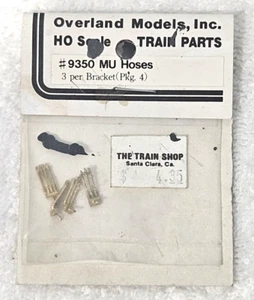 Overland Models, Inc.
HO Scale TRAIN PARTS
#9350 MU Hoses
3 per Bracket (Pkg. 4)
THE TRAIN SHOP
Santa Clara, Ca.
$ 4.35